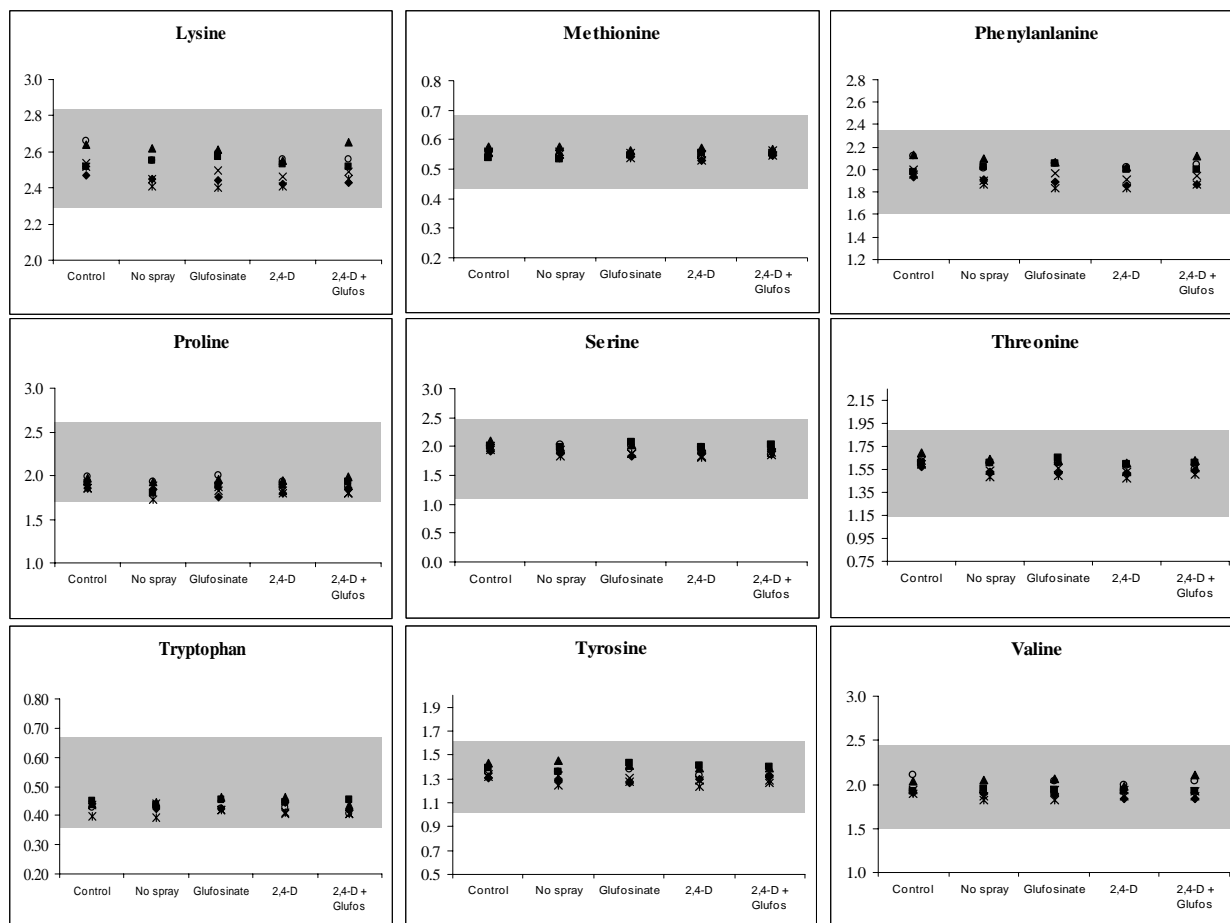 Lysine
3.0
2.8
2.6
2.4
2.2
2.0
Control No spray Glufosinate 2,4-D 2,4-D +
Glufos
Methionine
0.8
0.7
0.6
0.5
0.4
0.3
0.2
Control No spray Glufosinate 2,4-D 2,4-D +
Glufos
Phenylanlanine
2.8
2.6
2.4
2.2
2.0
1.8
1.6
1.4
1.2
Control No spray Glufosinate 2,4-D 2,4-D +
Glufos
Proline
3.0
2.5
2.0
1.5
1.0
Control No spray Glufosinate 2,4-D 2,4-D +
Glufos
Serine
3.0
2.5
2.0
1.5
1.0
0.5
0.0
Control No spray Glufosinate 2,4-D 2,4-D +
Glufos
Threonine
2.15
1.95
1.75
1.55
1.35
1.15
0.95
0.75
Control No spray Glufosinate 2,4-D 2,4-D +
Glufos
Tryptophan
0.80
0.70
0.60
0.50
0.40
0.30
0.20
Control No spray Glufosinate 2,4-D 2,4-D +
Glufos
Tyrosine
1.9
1.7
1.5
1.3
1.1
0.9
0.7
0.5
Control No spray Glufosinate 2,4-D 2,4-D +
Glufos
Valine
3.0
2.5
2.0
1.5
1.0
Control No spray Glufosinate 2,4-D 2,4-D +
Glufos